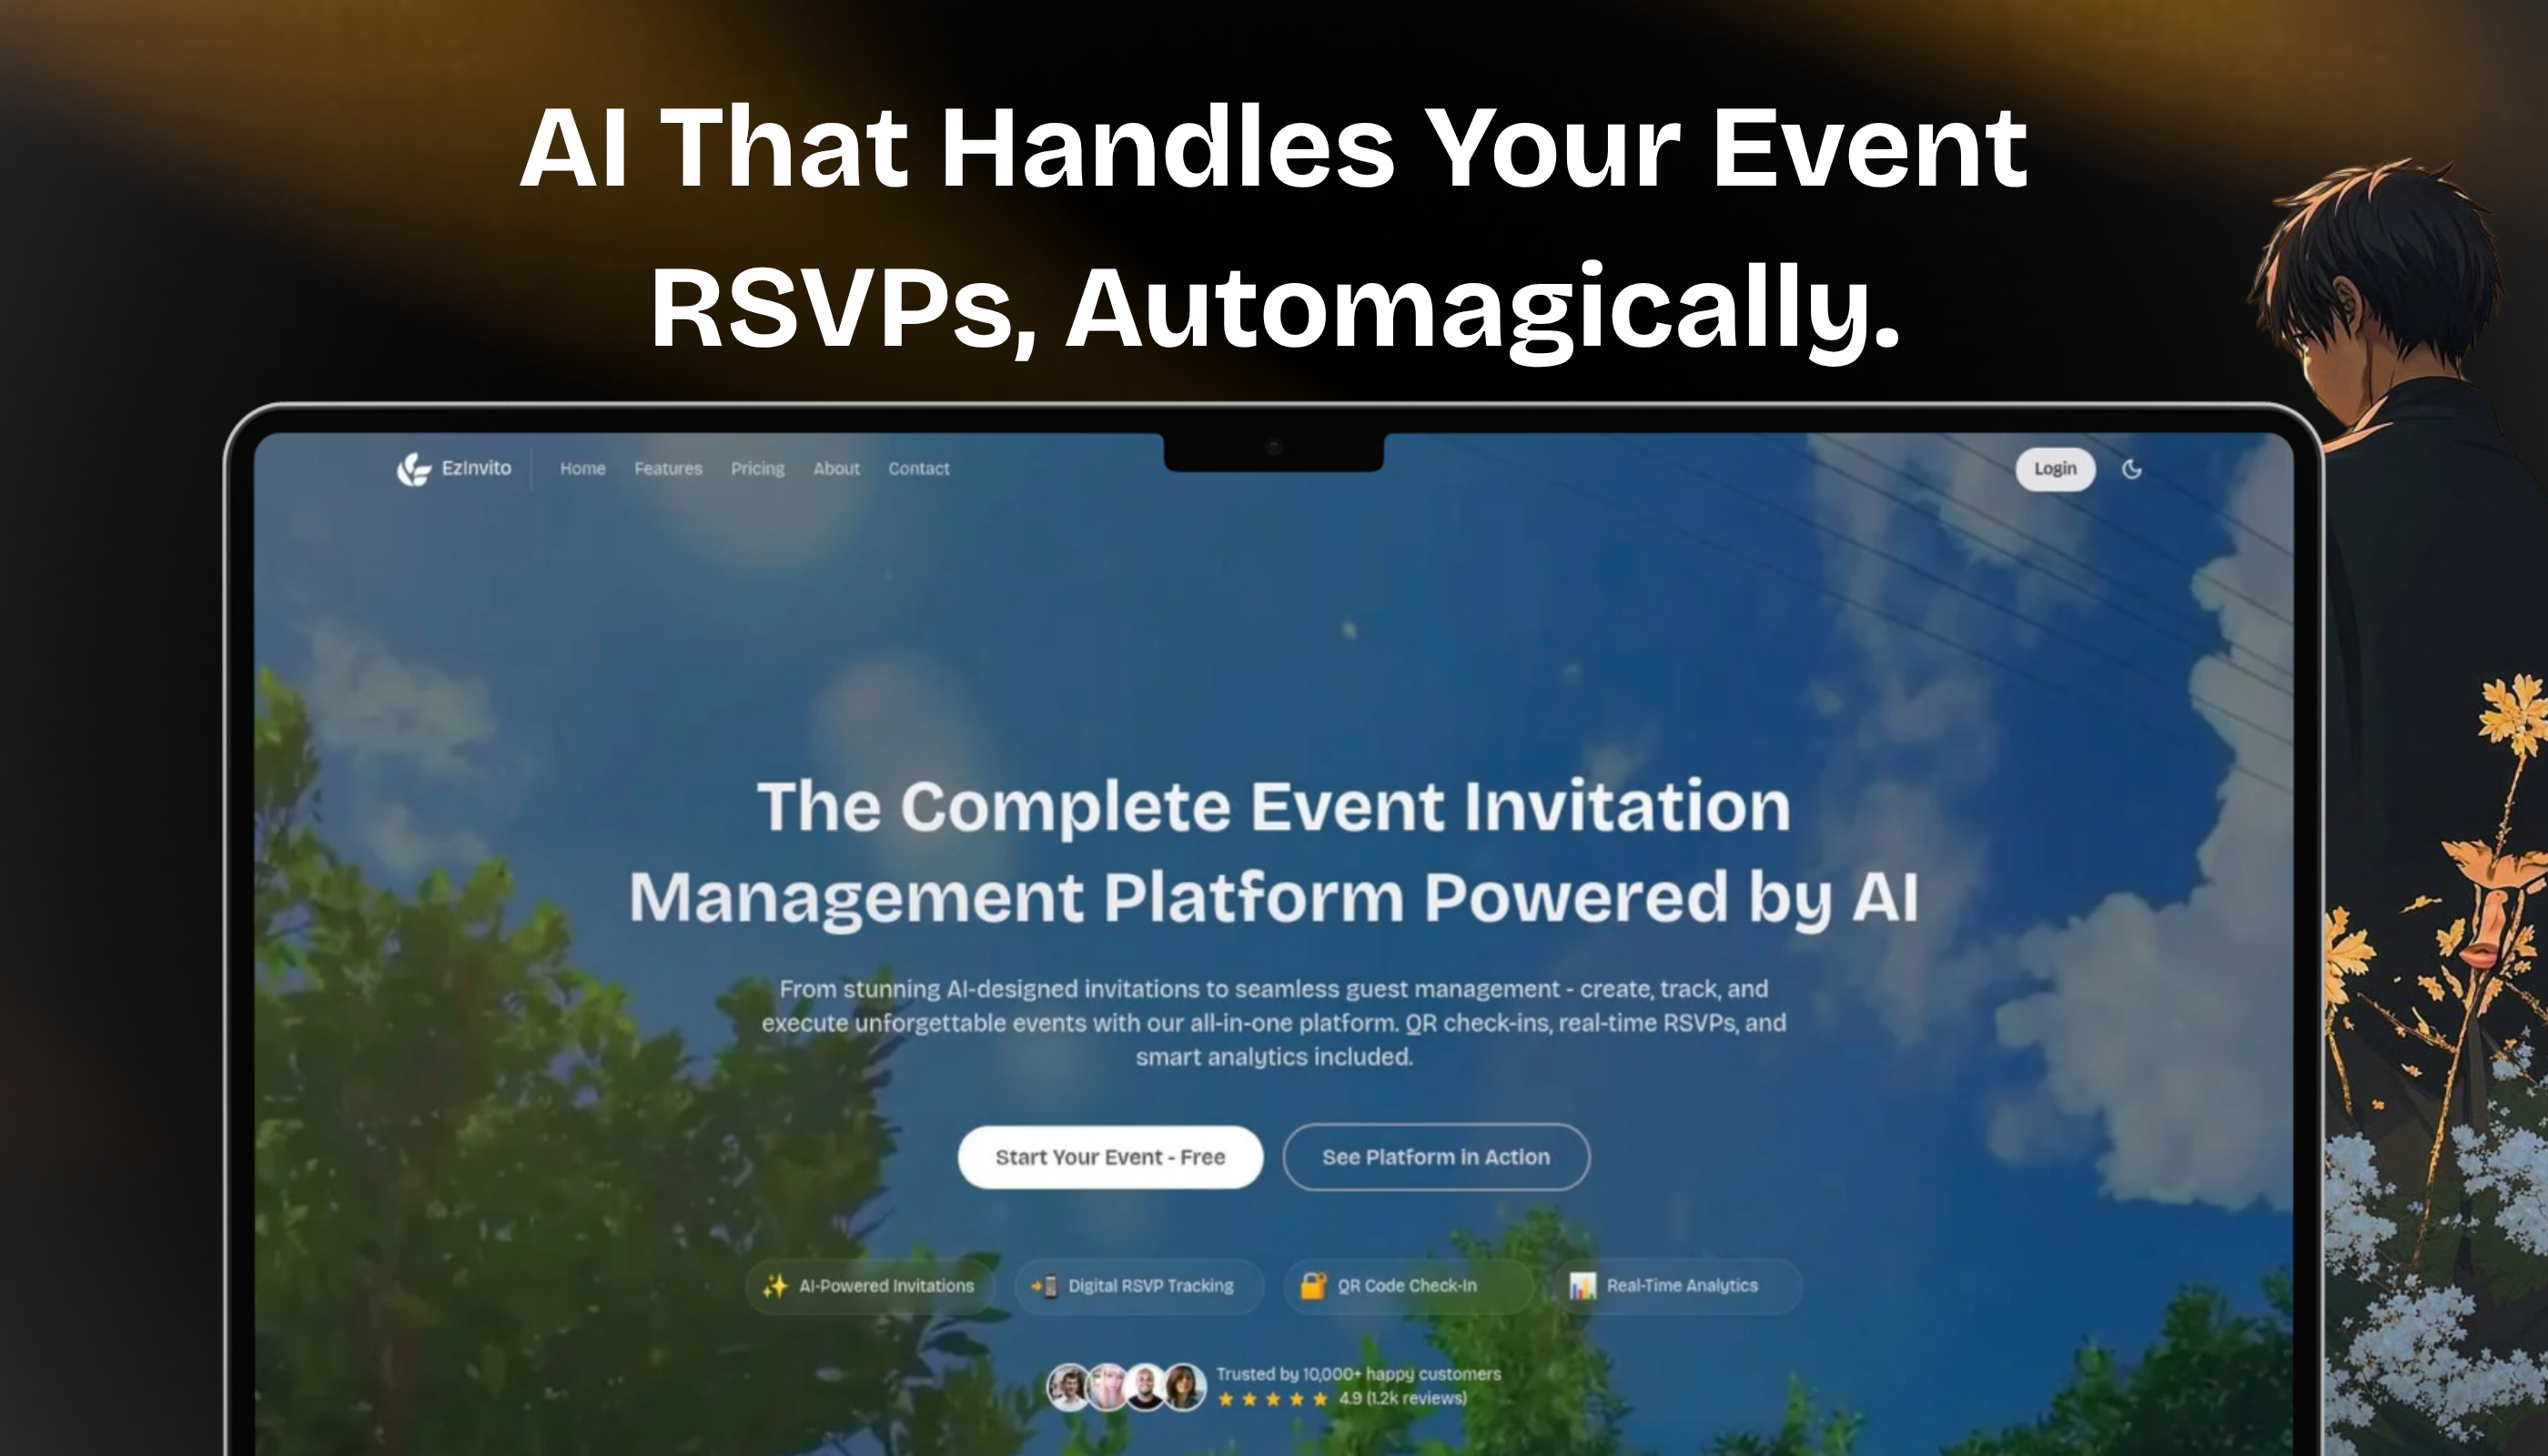 AI That Handles Your Event
RSVPs, Automagically.
EzInvito
Home
Features
Pricing
About
Contact
Login
The Complete Event Invitation
Management Platform Powered by AI
From stunning AI-designed invitations to seamless guest management - create, track, and
execute unforgettable events with our all-in-one platform. QR check-ins, real-time RSVPs, and
smart analytics included.
Start Your Event - Free
See Platform in Action
AI-Powered Invitations
Digital RSVP Tracking
QR Code Check-In
Real-Time Analytics
Trusted by 10,000+ happy customers
4.9 (1.2k reviews)